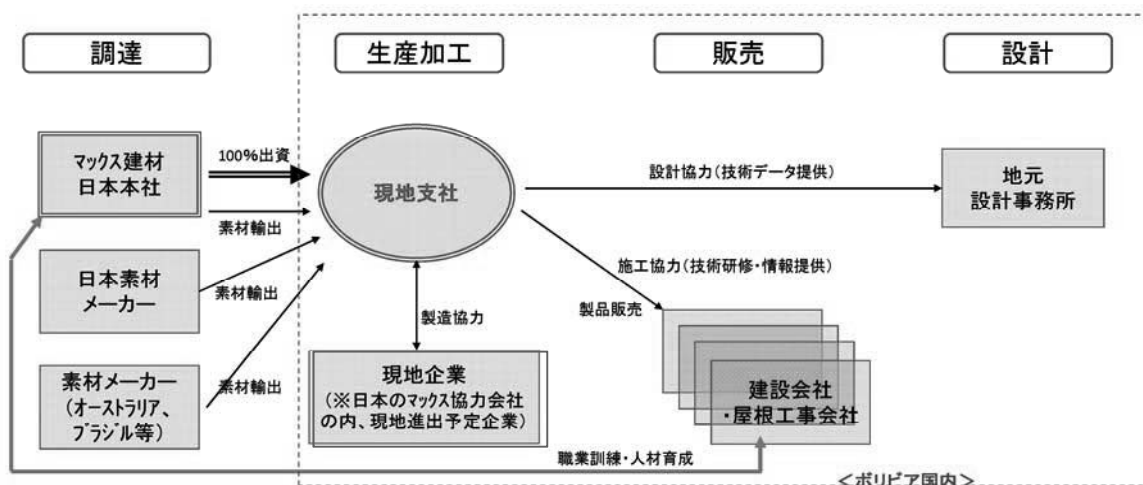 調達
生産加工
販売
設計
マックス建材
日本本社
100%出資
素材輸出
現地支社
設計協力(技術データ提供)
地元
設計事務所
日本素材
メーカー
素材輸出
施工協力(技術研修・情報提供)
製品販売
製造協力
素材メーカー
(オーストラリア、
ブラジル等)
素材輸出
現地企業
(※日本のマックス協力会社
の内、現地進出予定企業)
建設会社
・屋根工事会社
職業訓練・人材育成
<ボリビア国内>